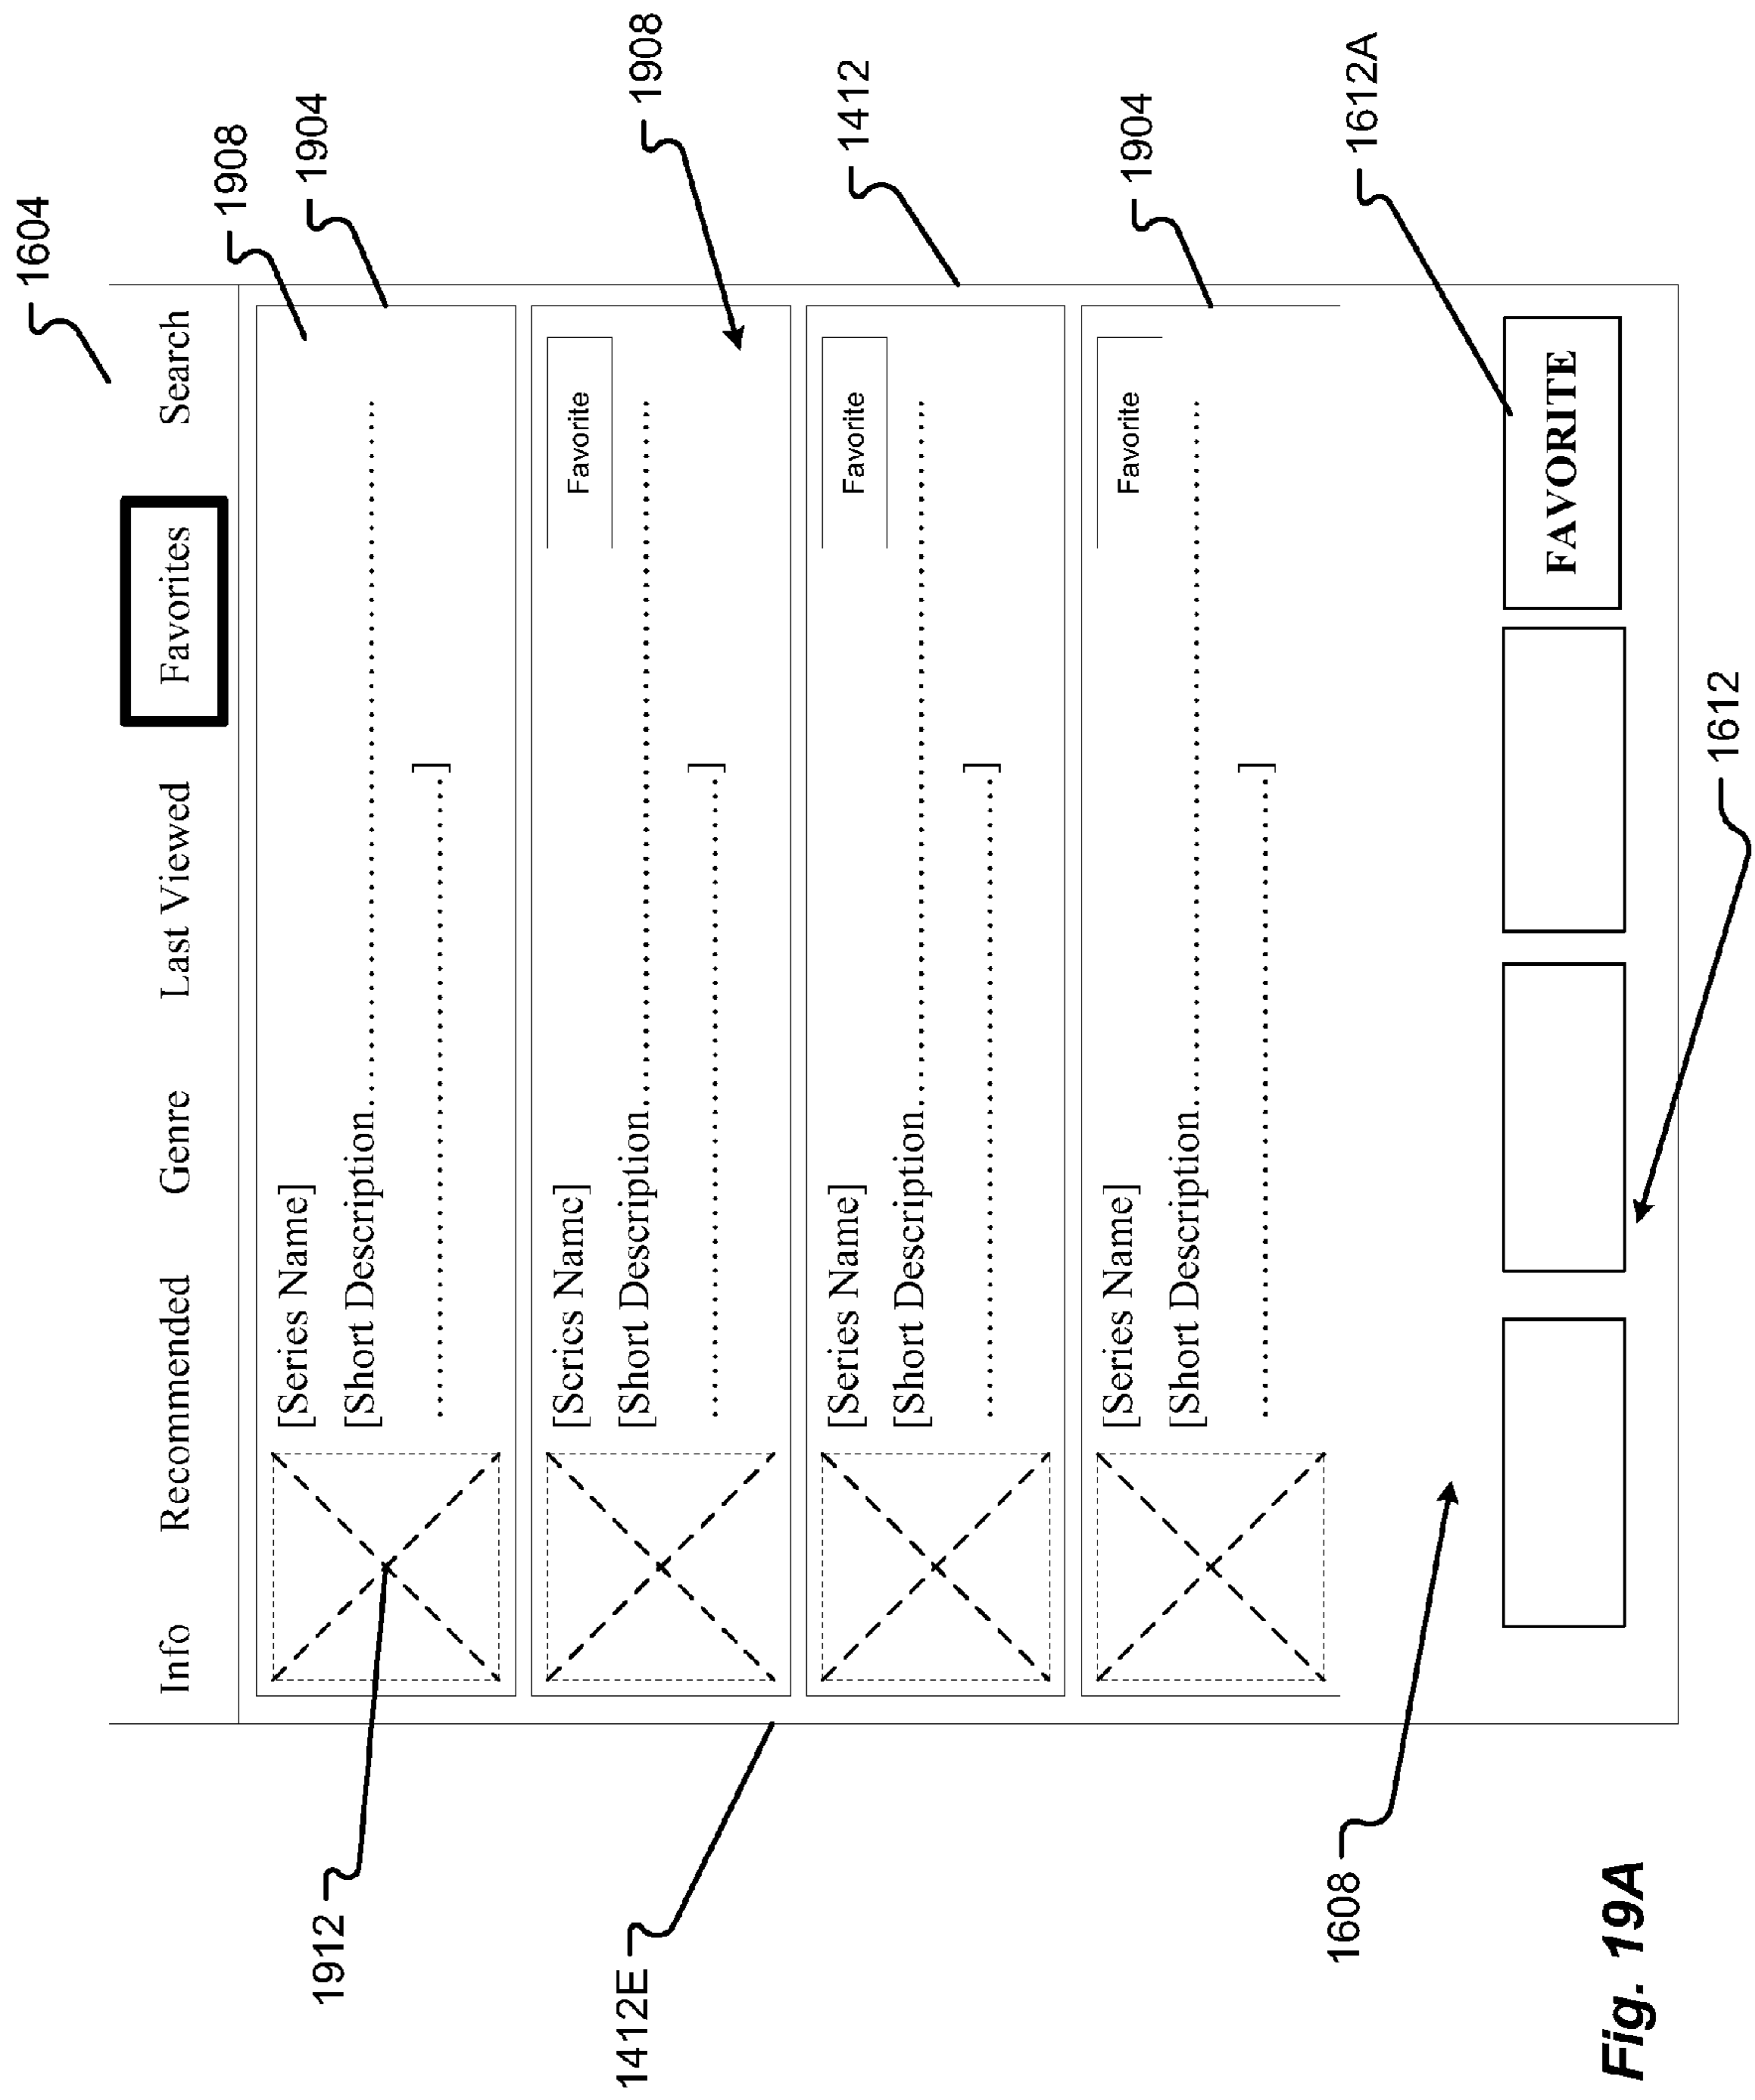 1604
1908
1904
1908
1412
1904
1612A
Info Recommended Genre Last Viewed Favorites Search
[Series Name]
[Short Description..................................................
..............................................]
[Series Name]
Favorite
[Short Description..................................................
..............................................]
[Series Name]
Favorite
[Short Description..................................................
..............................................]
[Series Name]
Favorite
[Short Description..................................................
..............................................]
FAVORITE
1912
1412E
1608
1612
Fig. 19A